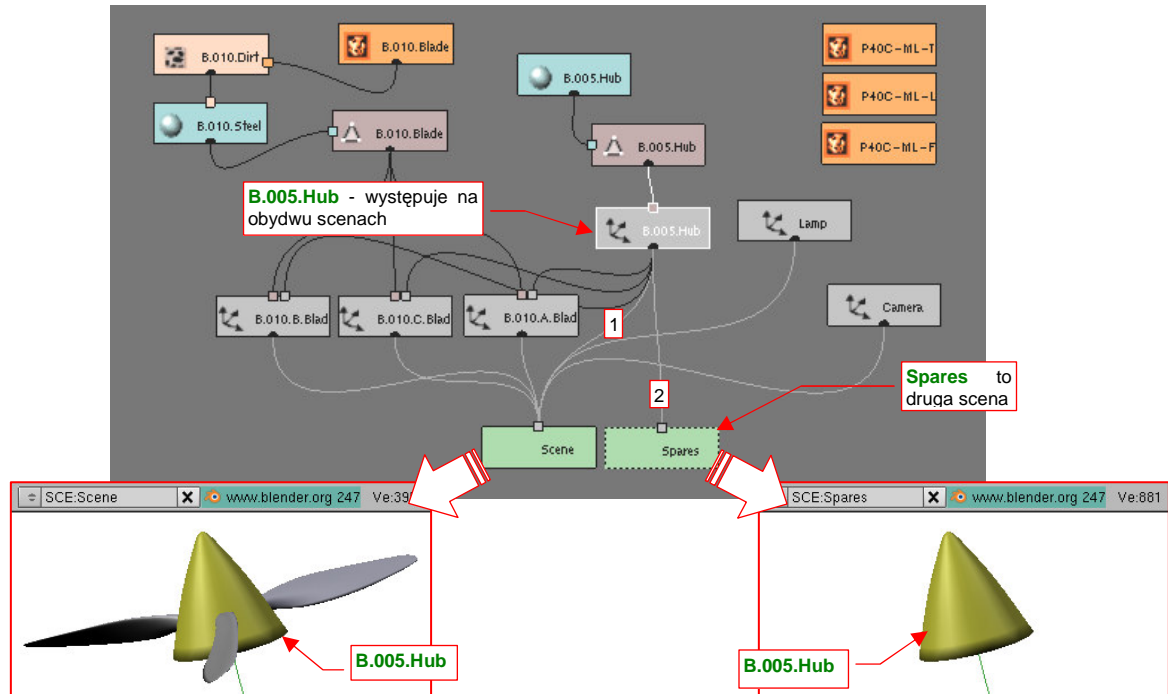 B.010.Dirt
B.010.Blade
B.005.Hub
P40C-ML-T
P40C-ML-L
P40C-ML-F
B.010.Steel
B.010.Blade
B.005.Hub
B.005.Hub - występuje na
obydwu scenach
B.005.Hub
Lamp
B.010.B.Blad
B.010.C.Blad
B.010.A.Blad
Camera
1
2
Spares to
druga scena
Scene
Spares
SCE:Scene
www.blender.org 247
SCE:Spares
www.blender.org 247 Ve:881
B.005.Hub
B.005.Hub